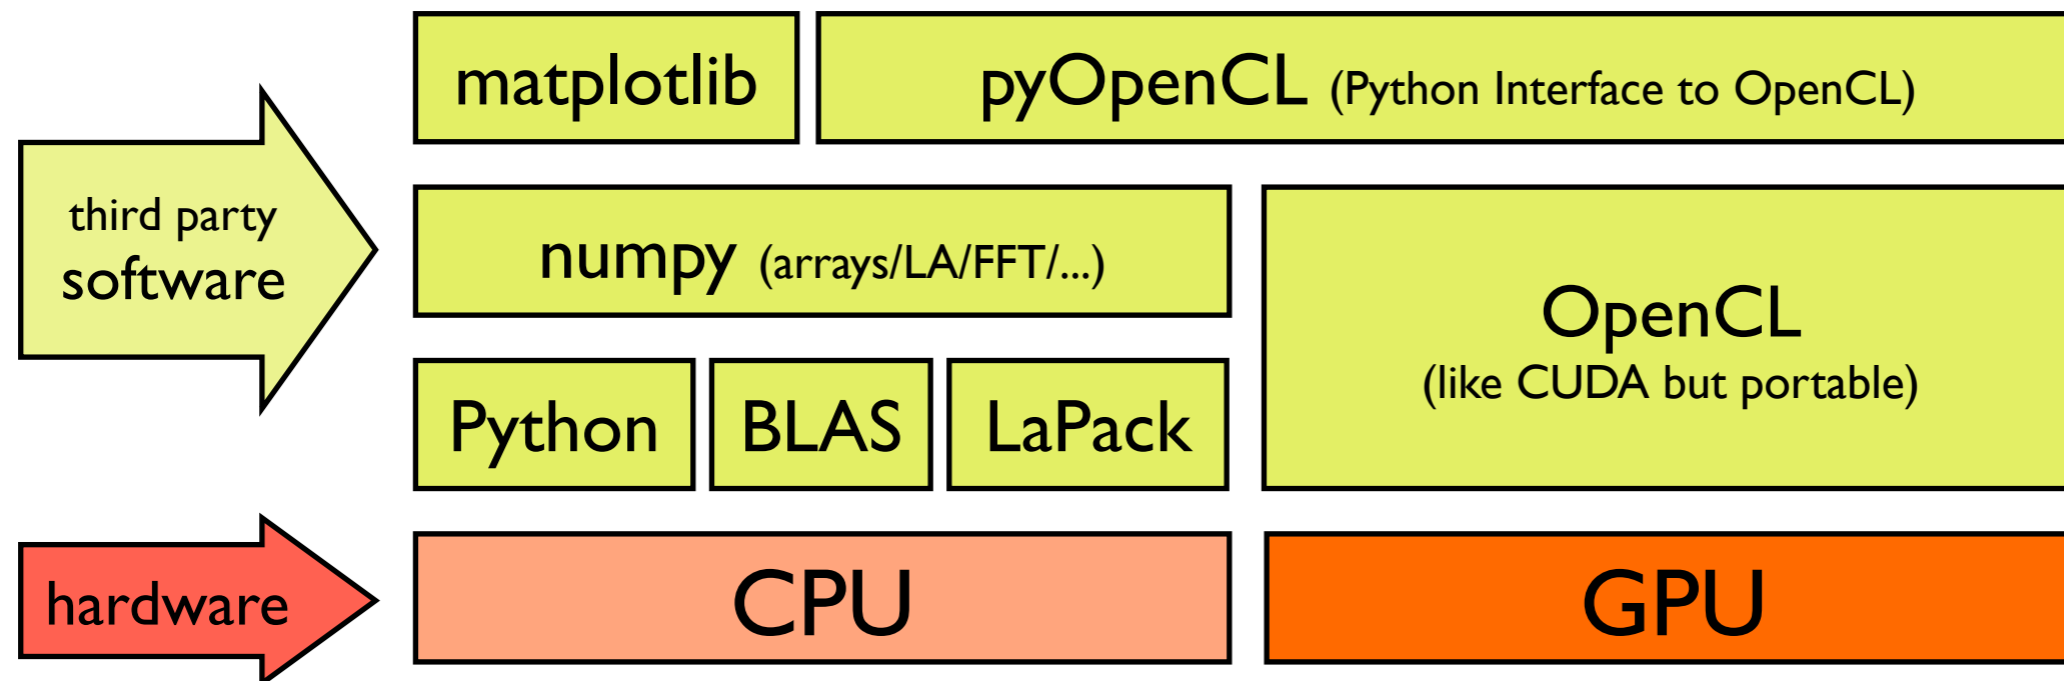 matplotlib
pyOpenCL (Python Interface to OpenCL)
third party
software
numpy (arrays/LA/FFT/...)
OpenCL
(like CUDA but portable)
Python
BLAS
LaPack
hardware
CPU
GPU